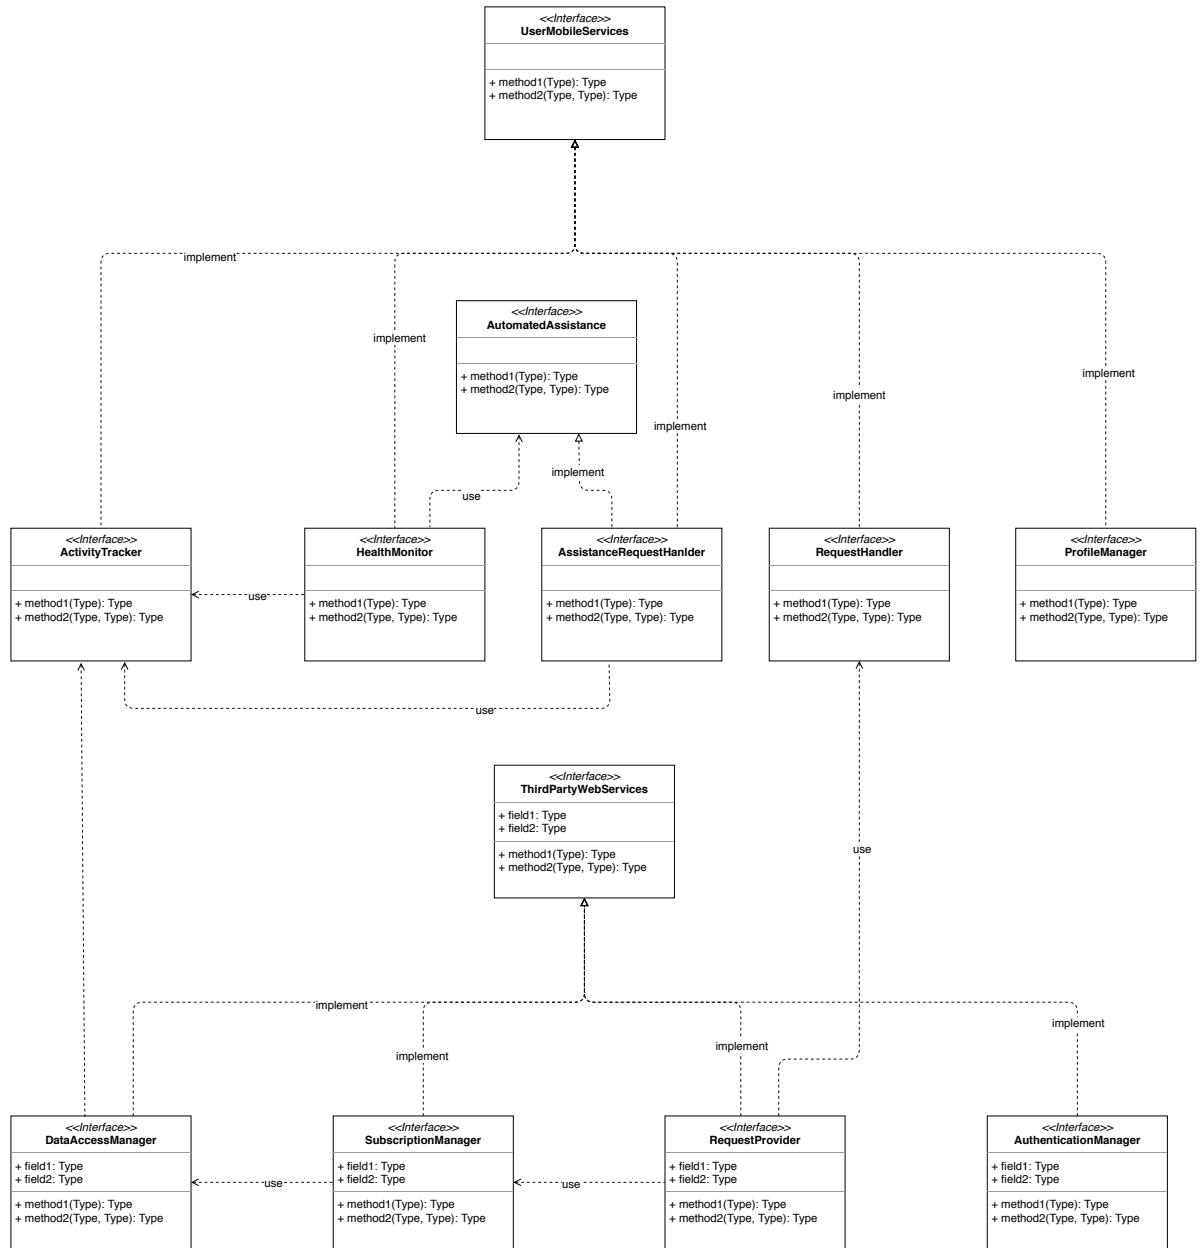 <<Interface>>
UserMobileServices
+ method1(Type): Type
+ method2(Type, Type): Type
implement
<<Interface>>
AutomatedAssistance
+ method1(Type): Type
+ method2(Type, Type): Type
implement
implement
implement
implement
implement
use
<<Interface>>
ActivityTracker
+ method1(Type): Type
+ method2(Type, Type): Type
<<Interface>>
HealthMonitor
+ method1(Type): Type
+ method2(Type, Type): Type
<<Interface>>
AssistanceRequestHanlder
+ method1(Type): Type
+ method2(Type, Type): Type
<<Interface>>
RequestHandler
+ method1(Type): Type
+ method2(Type, Type): Type
<<Interface>>
ProfileManager
+ method1(Type): Type
+ method2(Type, Type): Type
use
use
<<Interface>>
ThirdPartyWebServices
+ field1: Type
+ field2: Type
+ method1(Type): Type
+ method2(Type, Type): Type
use
implement
implement
implement
implement
<<Interface>>
DataAccessManager
+ field1: Type
+ field2: Type
+ method1(Type): Type
+ method2(Type, Type): Type
use
<<Interface>>
SubscriptionManager
+ field1: Type
+ field2: Type
+ method1(Type): Type
+ method2(Type, Type): Type
use
<<Interface>>
RequestProvider
+ field1: Type
+ field2: Type
+ method1(Type): Type
+ method2(Type, Type): Type
<<Interface>>
AuthenticationManager
+ field1: Type
+ field2: Type
+ method1(Type): Type
+ method2(Type, Type): Type